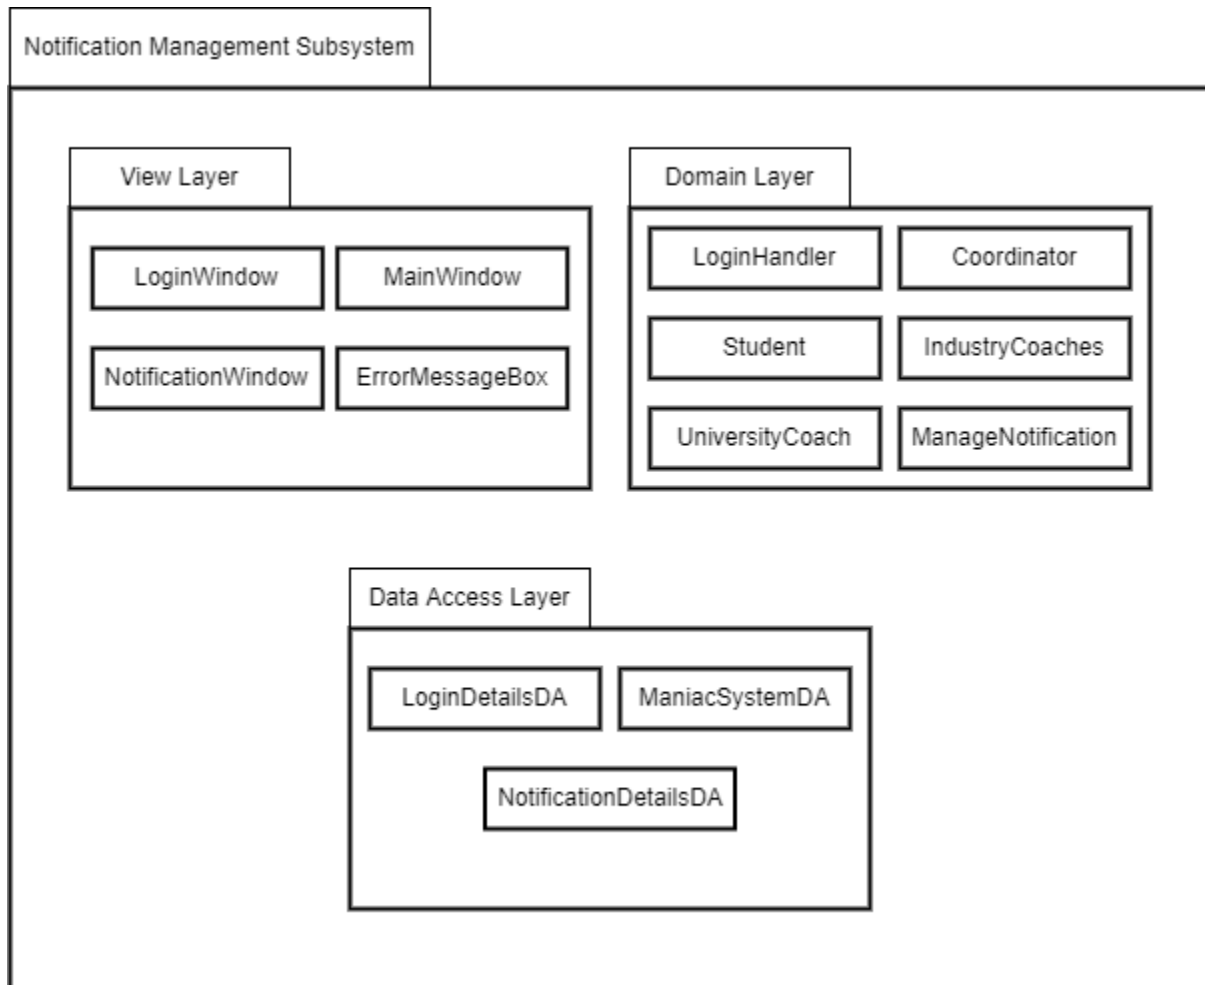 Notification Management Subsystem
View Layer
LoginWindow
MainWindow
NotificationWindow
ErrorMessageBox
Domain Layer
LoginHandler
Coordinator
Student
IndustryCoaches
UniversityCoach
ManageNotification
Data Access Layer
LoginDetailsDA
ManiacSystemDA
NotificationDetailsDA